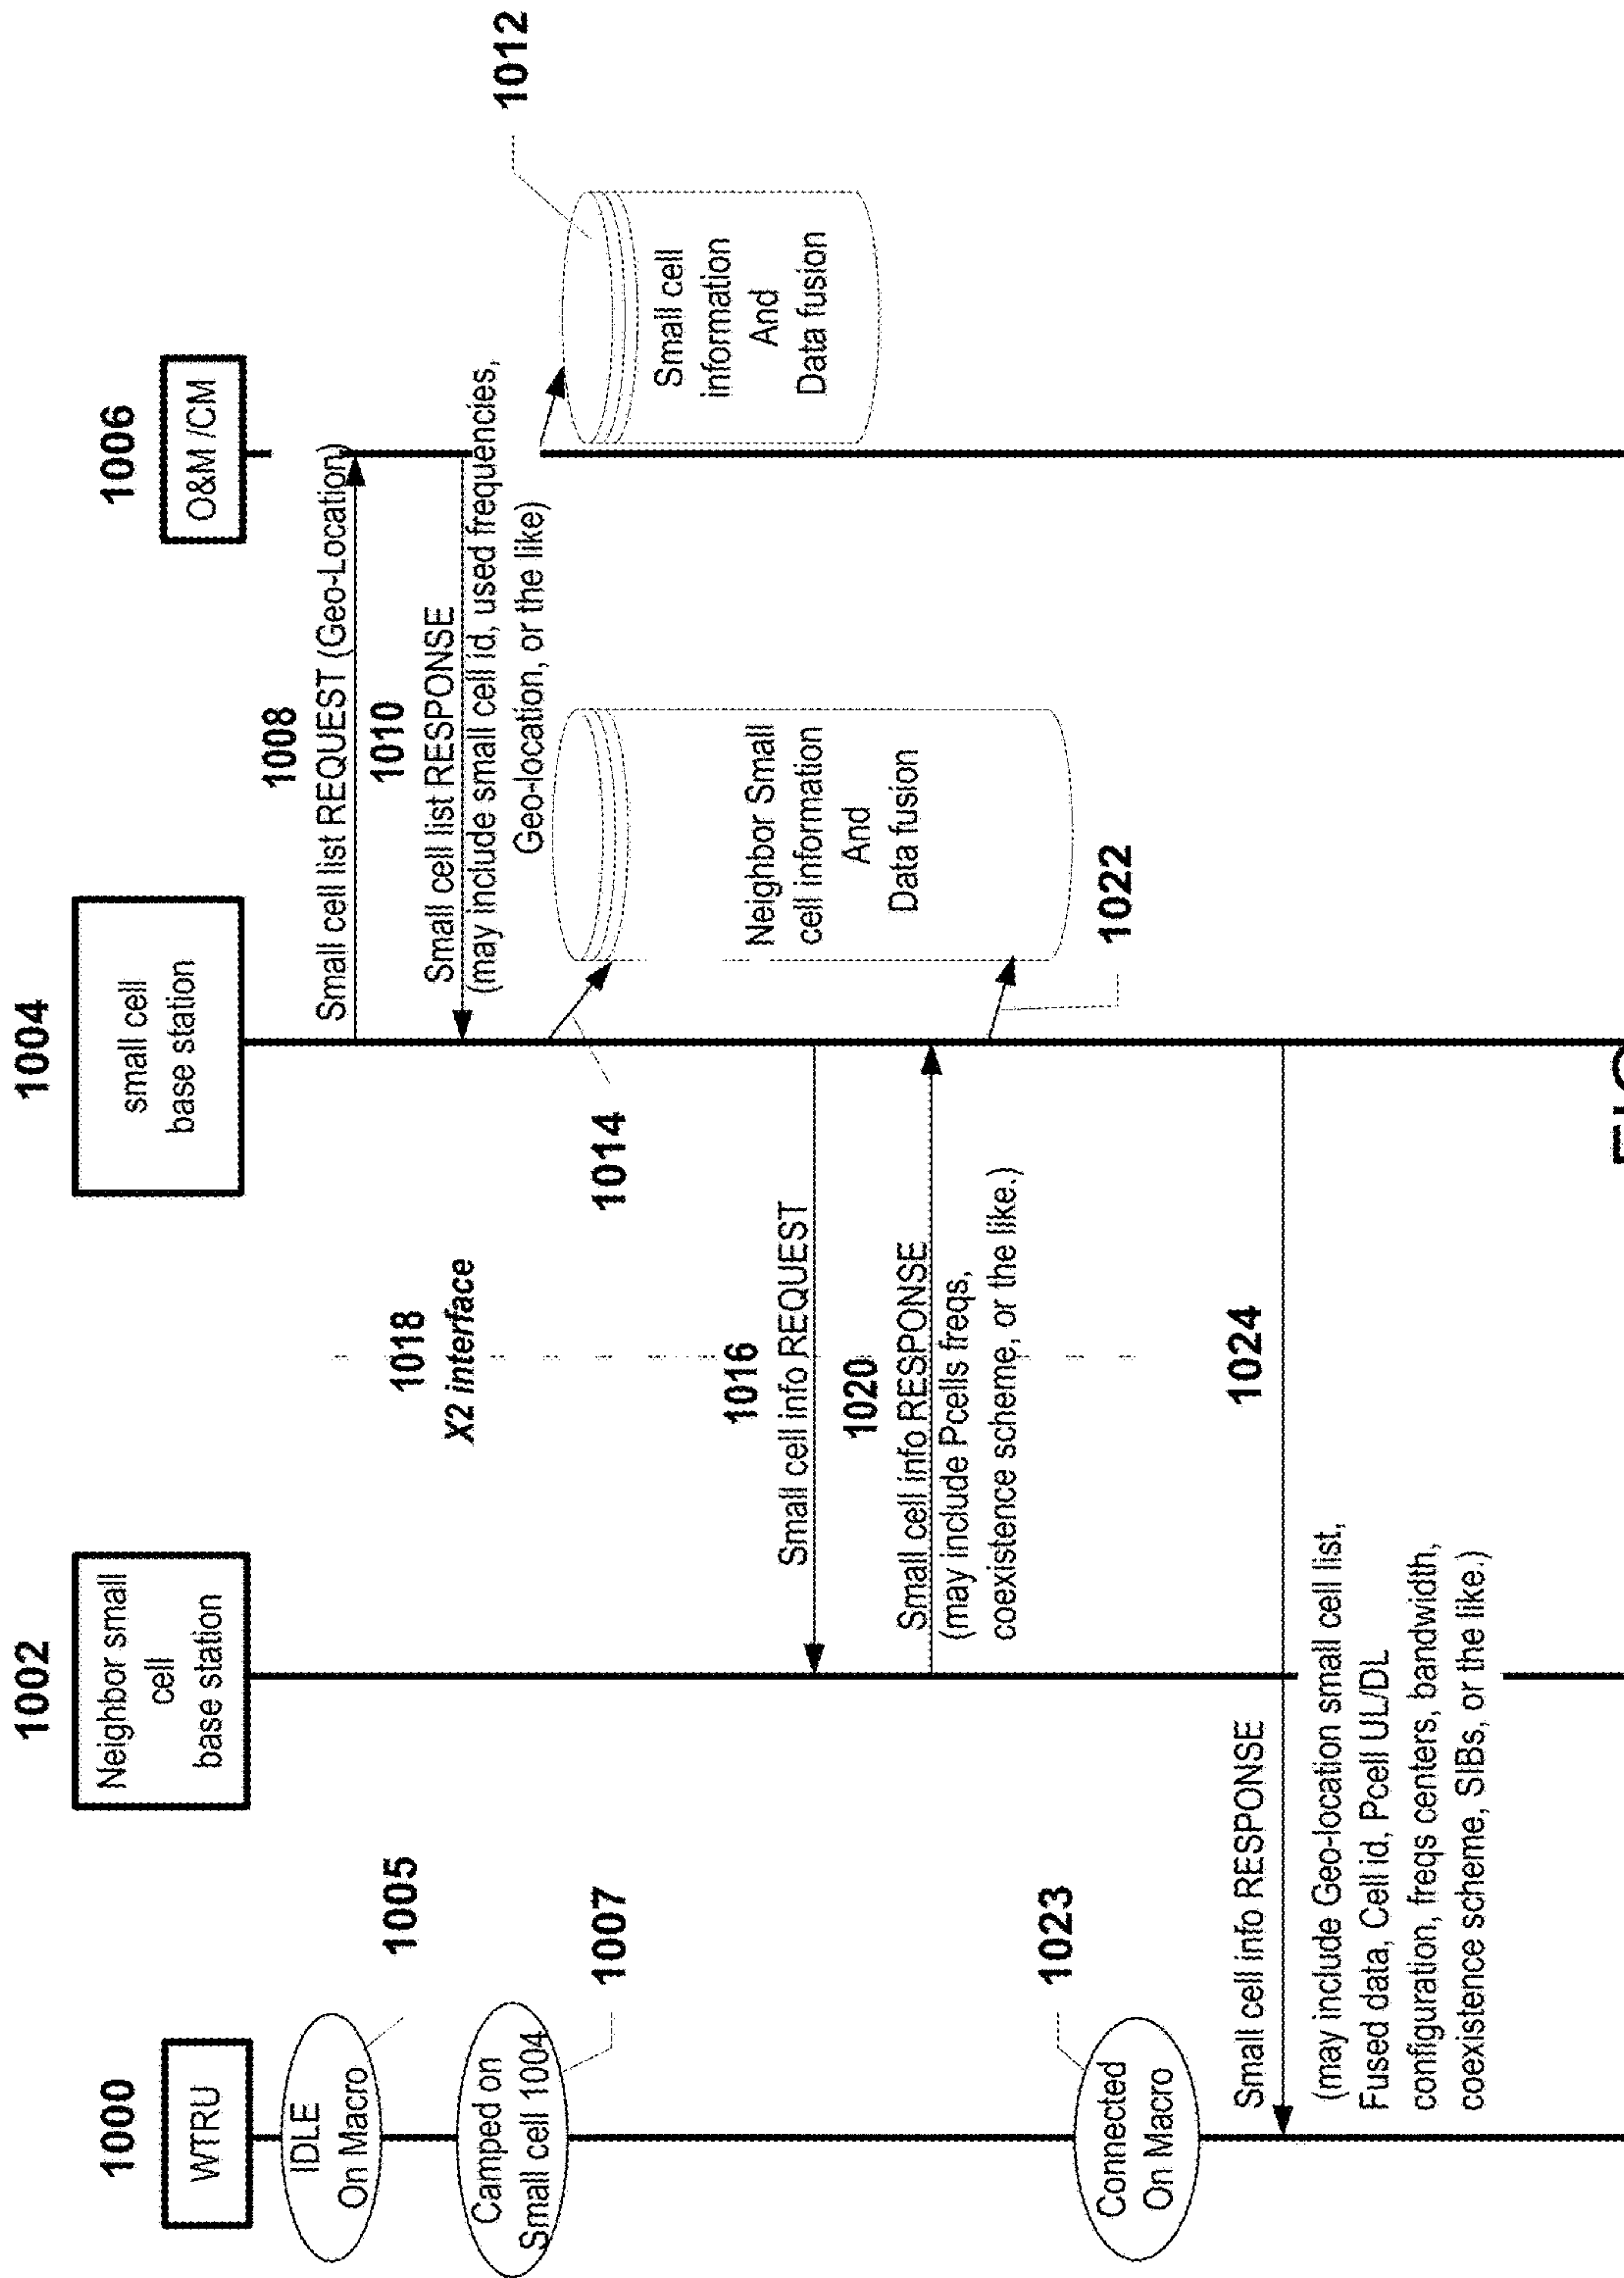 1000
WTRU
1002
Neighbor small
cell
base station
1004
small cell
base station
1006
O&M /CM
IDLE
On Macro
1005
Camped on
Small cell 1004
1007
1008
Small cell list REQUEST (Geo-Location)
1010
Small cell list RESPONSE
(may include small cell id, used frequencies,
Geo-location, or the like)
1012
Small cell
information
And
Data fusion
1014
Neighbor Small
cell information
And
Data fusion
1018
X2 interface
1016
Small cell info REQUEST
1020
Small cell info RESPONSE
(may include Pcells freqs,
coexistence scheme, or the like.)
1022
1023
Connected
On Macro
1024
Small cell info RESPONSE
(may include Geo-location small cell list,
Fused data, Cell id, Pcell UL/DL
configuration, freqs centers, bandwidth,
coexistence scheme, SIBs, or the like.)